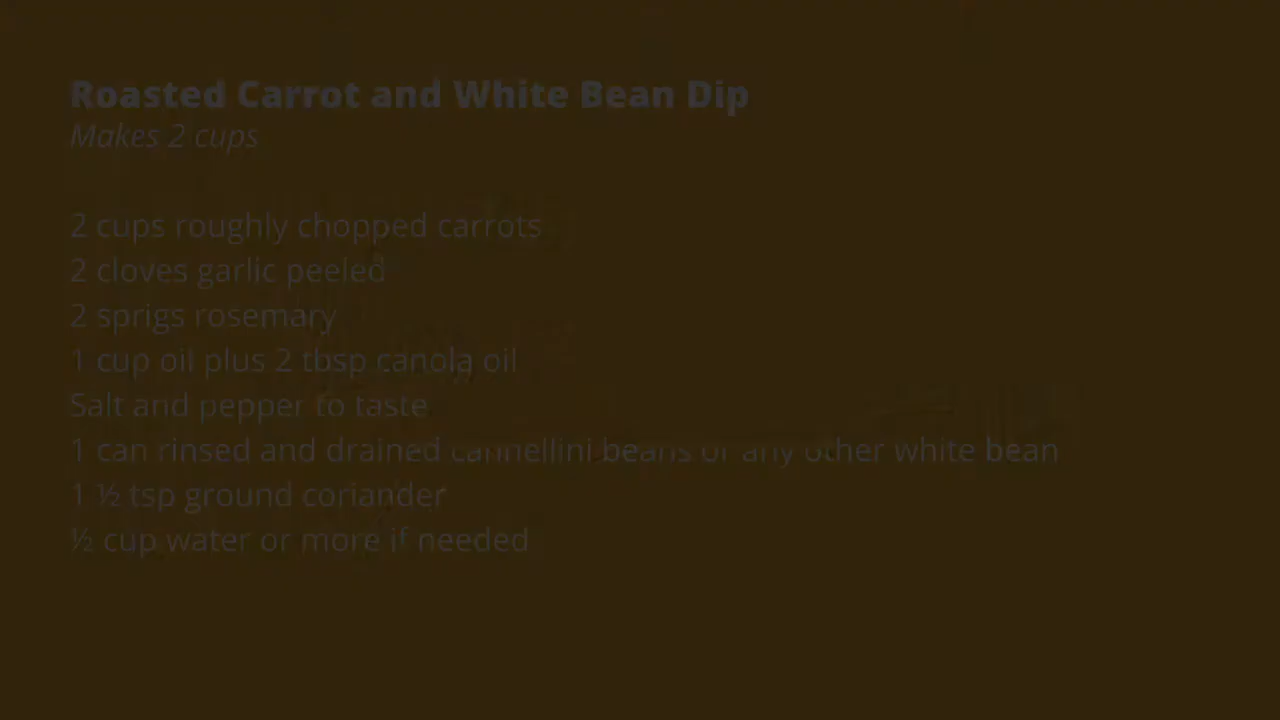 Roasted Carrot and White Bean Dip
Makes 2 cups
2 cups roughly chopped carrots
2 cloves garlic peeled
2 sprigs rosemary
1 cup oil plus 2 tbsp canola oil
Salt and pepper to taste
1 can rinsed and drained cannellini beans or any other white bean
1 ½ tsp ground coriander
½ cup water or more if needed